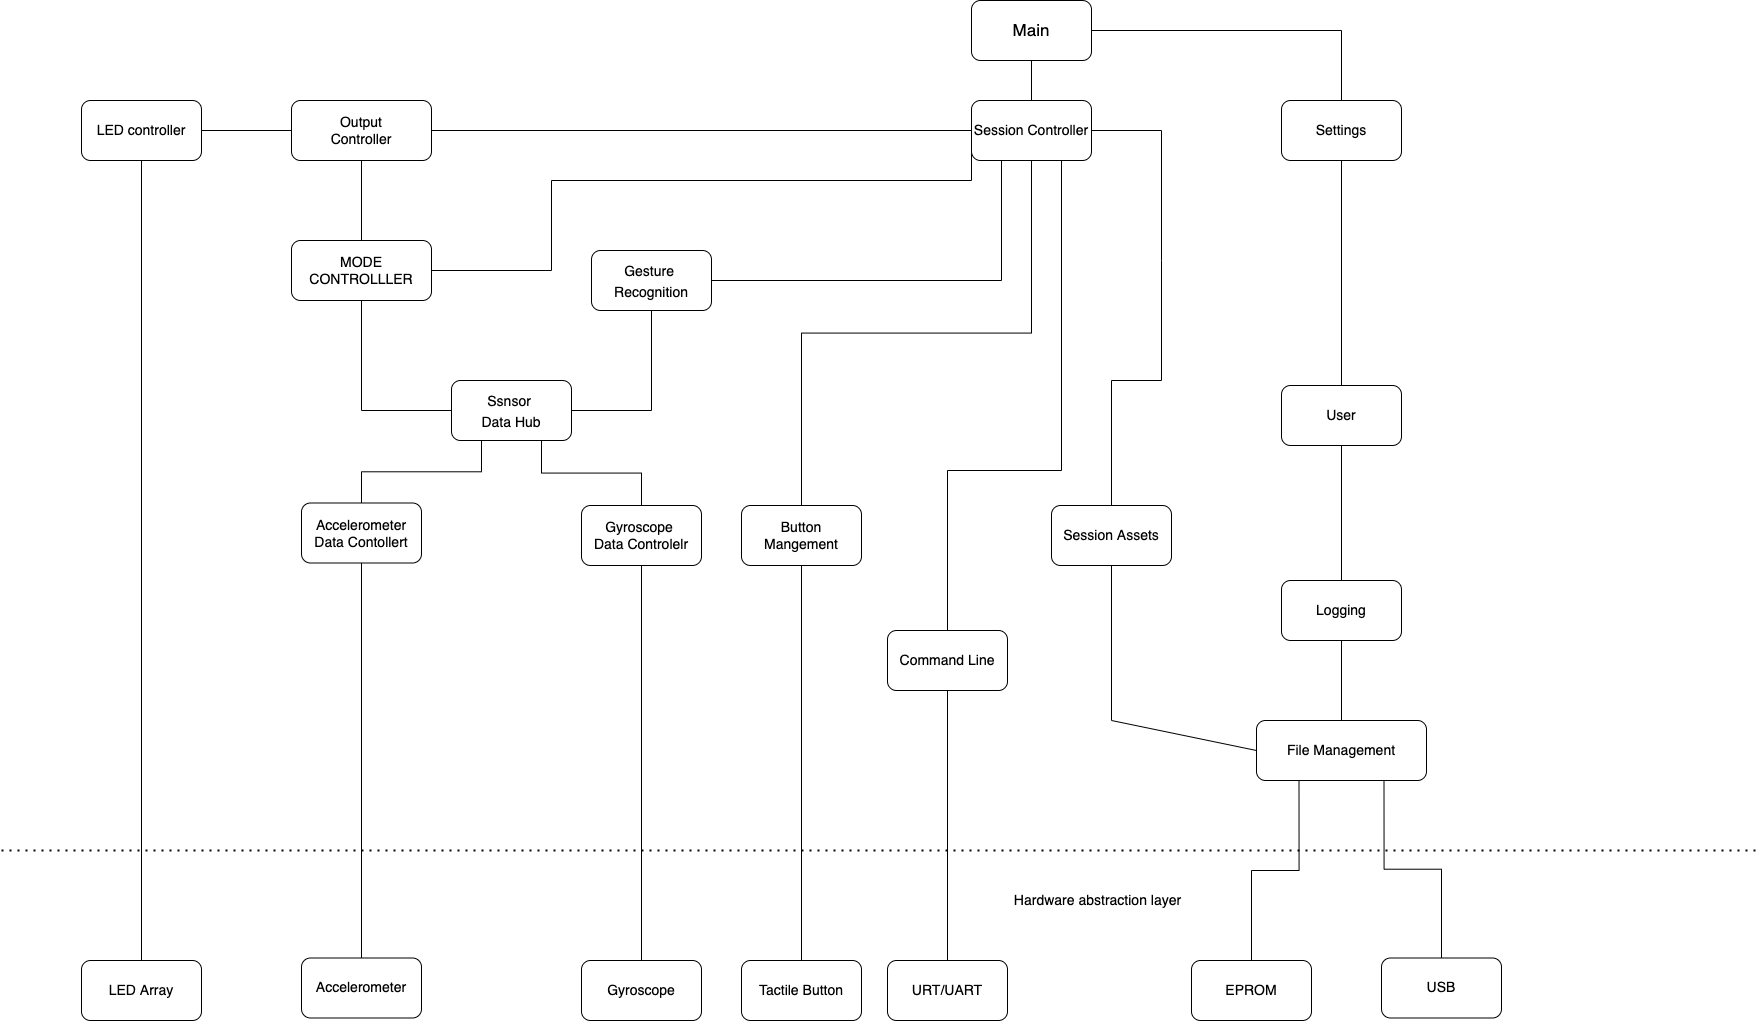 Main
LED controller
Output
Controller
Session Controller
Settings
MODE
CONTROLLLER
Gesture
Recognition
Ssnsor
Data Hub
User
Accelerometer
Data Contollert
Gyroscope
Data Controlelr
Button
Mangement
Session Assets
Logging
Command Line
File Management
Hardware abstraction layer
LED Array
Accelerometer
Gyroscope
Tactile Button
URT/UART
EPROM
USB